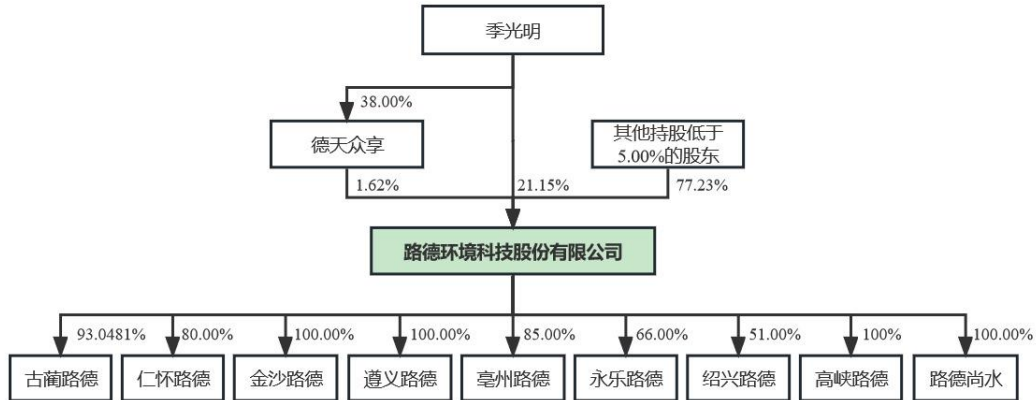 季光明
38.00%
德天众享
其他持股低于
5.00%的股东
1.62%
21.15%
77.23%
路德环境科技股份有限公司
93.0481%
80.00%
100.00%
100.00%
85.00%
66.00%
51.00%
100%
100.00%
古蔺路德
仁怀路德
金沙路德
遵义路德
亳州路德
永乐路德
绍兴路德
高峡路德
路德尚水